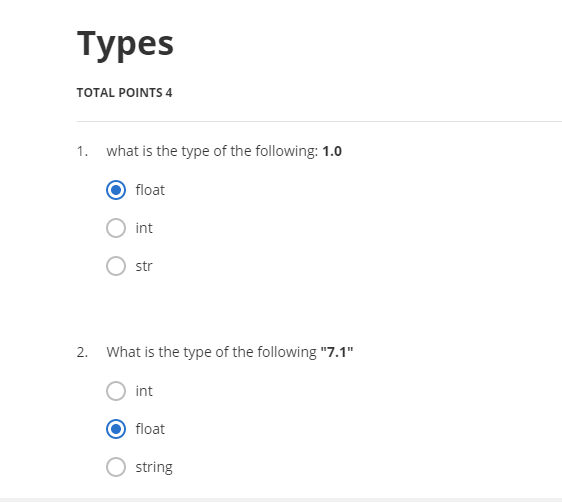 Types
TOTAL POINTS 4
1. what is the type of the following: 1.0
float
int
str
2. What is the type of the following "7.1"
int
float
string